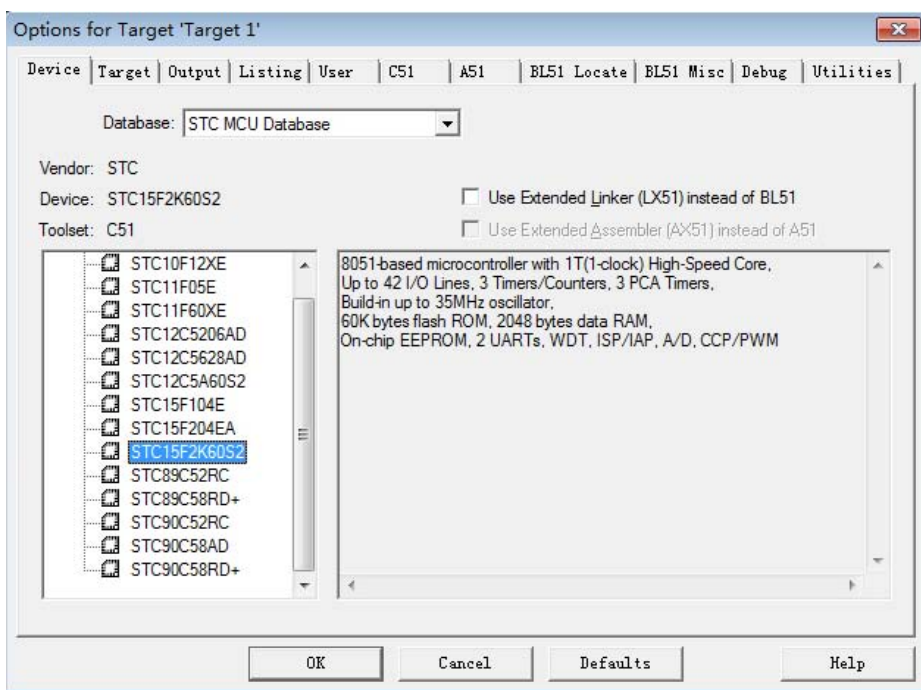 Options for Target 'Target 1'
Device Target Output Listing User C51 A51 BL51 Locate BL51 Misc Debug Utilities
Database: STC MCU Database
Vendor: STC
Device: STC15F2K60S2
Use Extended Linker (LX51) instead of BL51
Toolset: C51
Use Extended Assembler (AX51) instead of A51
STC10F12XE
STC11F05E
STC11F60XE
STC12C5206AD
STC12C5628AD
STC12C5A60S2
STC15F104E
STC15F204EA
STC15F2K60S2
STC89C52RC
STC89C58RD+
STC90C52RC
STC90C58AD
STC90C58RD+
8051-based microcontroller with 1T(1-clock) High-Speed Core,
Up to 42 I/O Lines, 3 Timers/Counters, 3 PCA Timers,
Build-in up to 35MHz oscillator,
60K bytes flash ROM, 2048 bytes data RAM,
On-chip EEPROM, 2 UARTs, WDT, ISP/IAP, A/D, CCP/PWM
OK Cancel Defaults Help